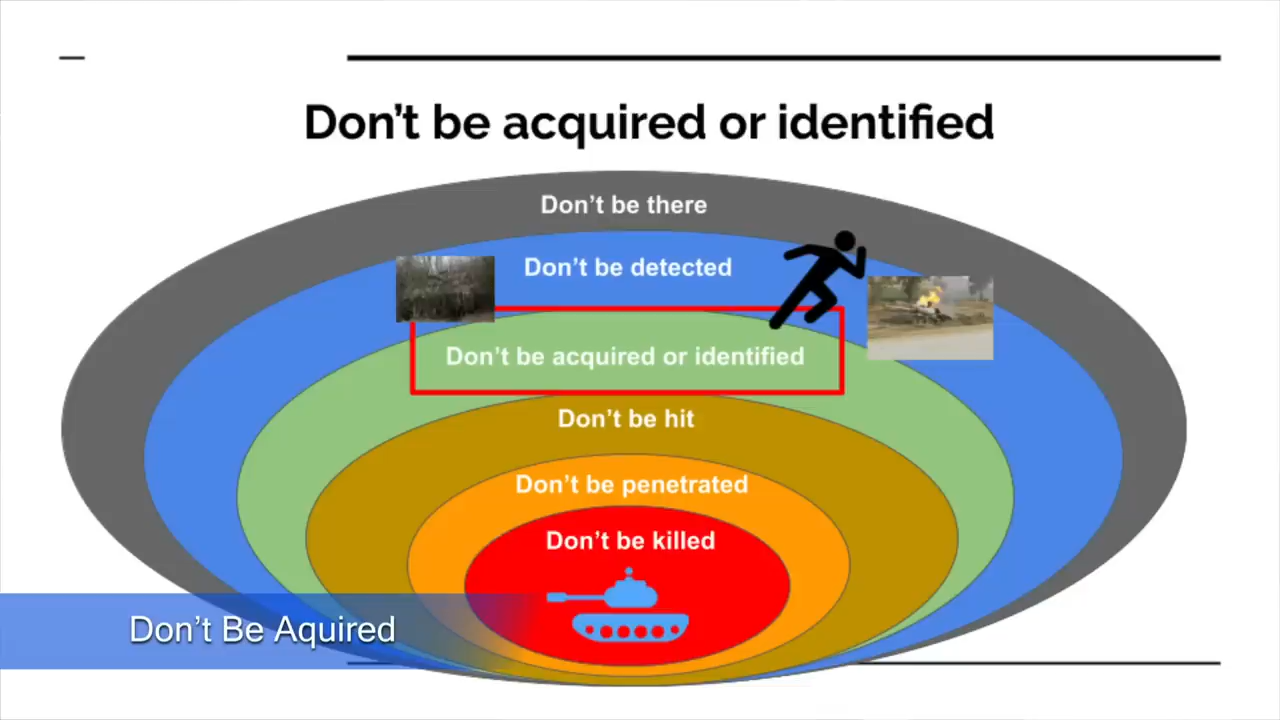 Don't be acquired or identified
Don't be there
Don't be detected
Don't be acquired or identified
Don't be hit
Don't be penetrated
Don't be killed
Don't Be Aquired